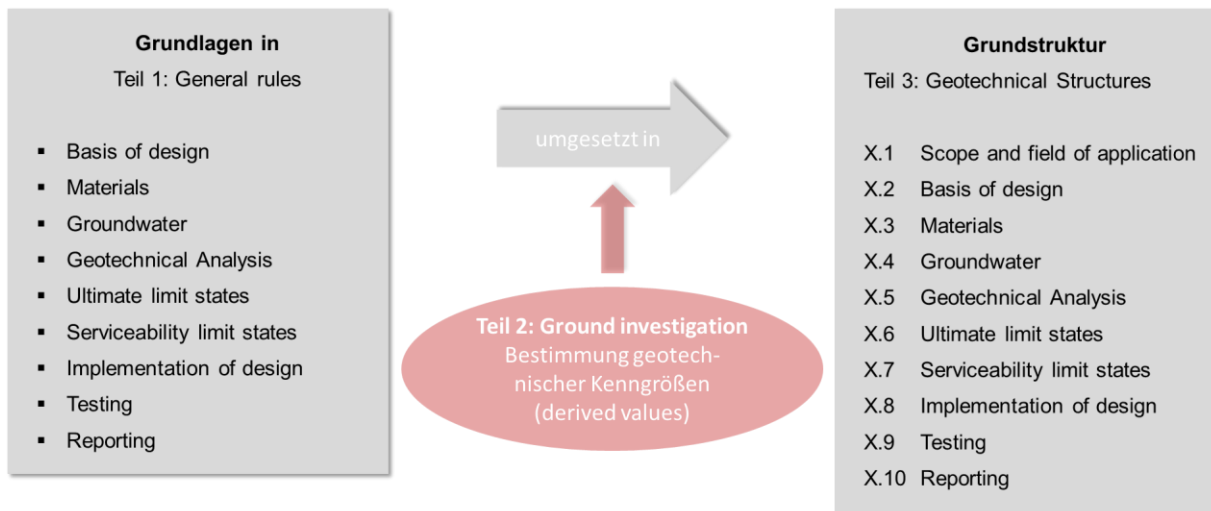 Grundlagen in
Teil 1: General rules
▪ Basis of design
▪ Materials
▪ Groundwater
▪ Geotechnical Analysis
▪ Ultimate limit states
▪ Serviceability limit states
▪ Implementation of design
▪ Testing
▪ Reporting
umgesetzt in
Teil 2: Ground investigation
Bestimmung geotech-
nischer Kenngrößen
(derived values)
Grundstruktur
Teil 3: Geotechnical Structures
X.1 Scope and field of application
X.2 Basis of design
X.3 Materials
X.4 Groundwater
X.5 Geotechnical Analysis
X.6 Ultimate limit states
X.7 Serviceability limit states
X.8 Implementation of design
X.9 Testing
X.10 Reporting